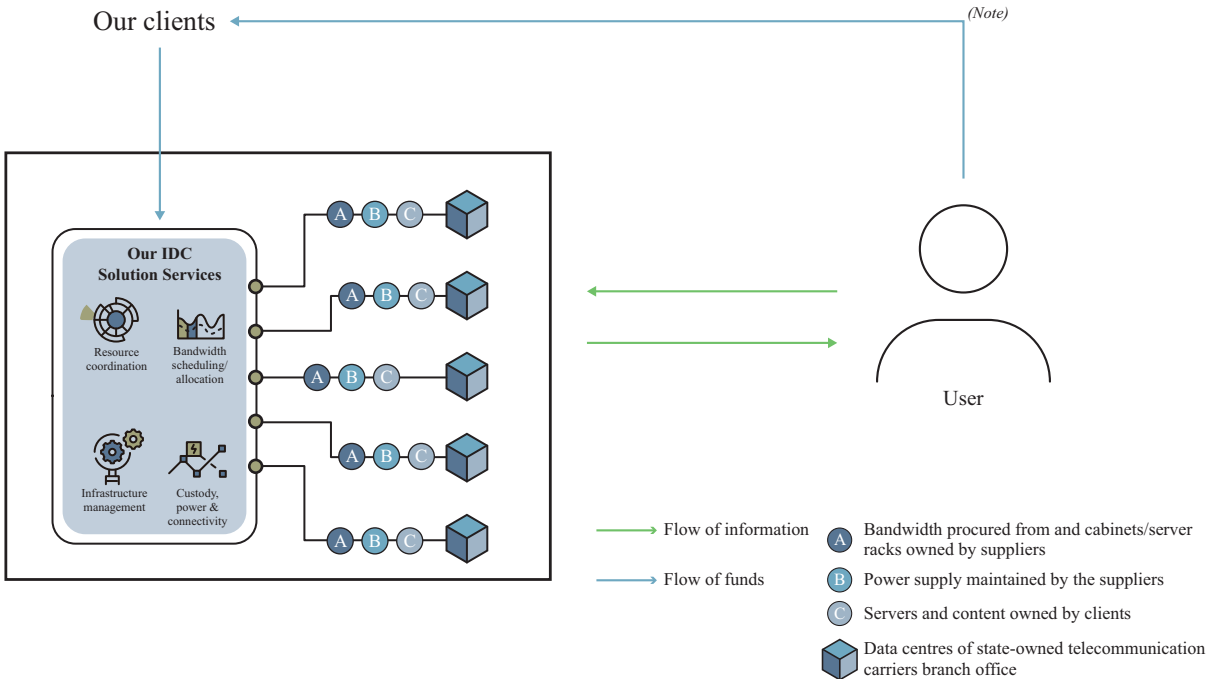 Our clients
(Note)
Our IDC
Solution Services
Resource
coordination
Bandwidth
scheduling/
allocation
Infrastructure
management
Custody,
power &
connectivity
A B C
A B C
A B C
A B C
A B C
User
Flow of information
Flow of funds
A Bandwidth procured from and cabinets/server
racks owned by suppliers
B Power supply maintained by the suppliers
C Servers and content owned by clients
Data centres of state-owned telecommunication
carriers branch office